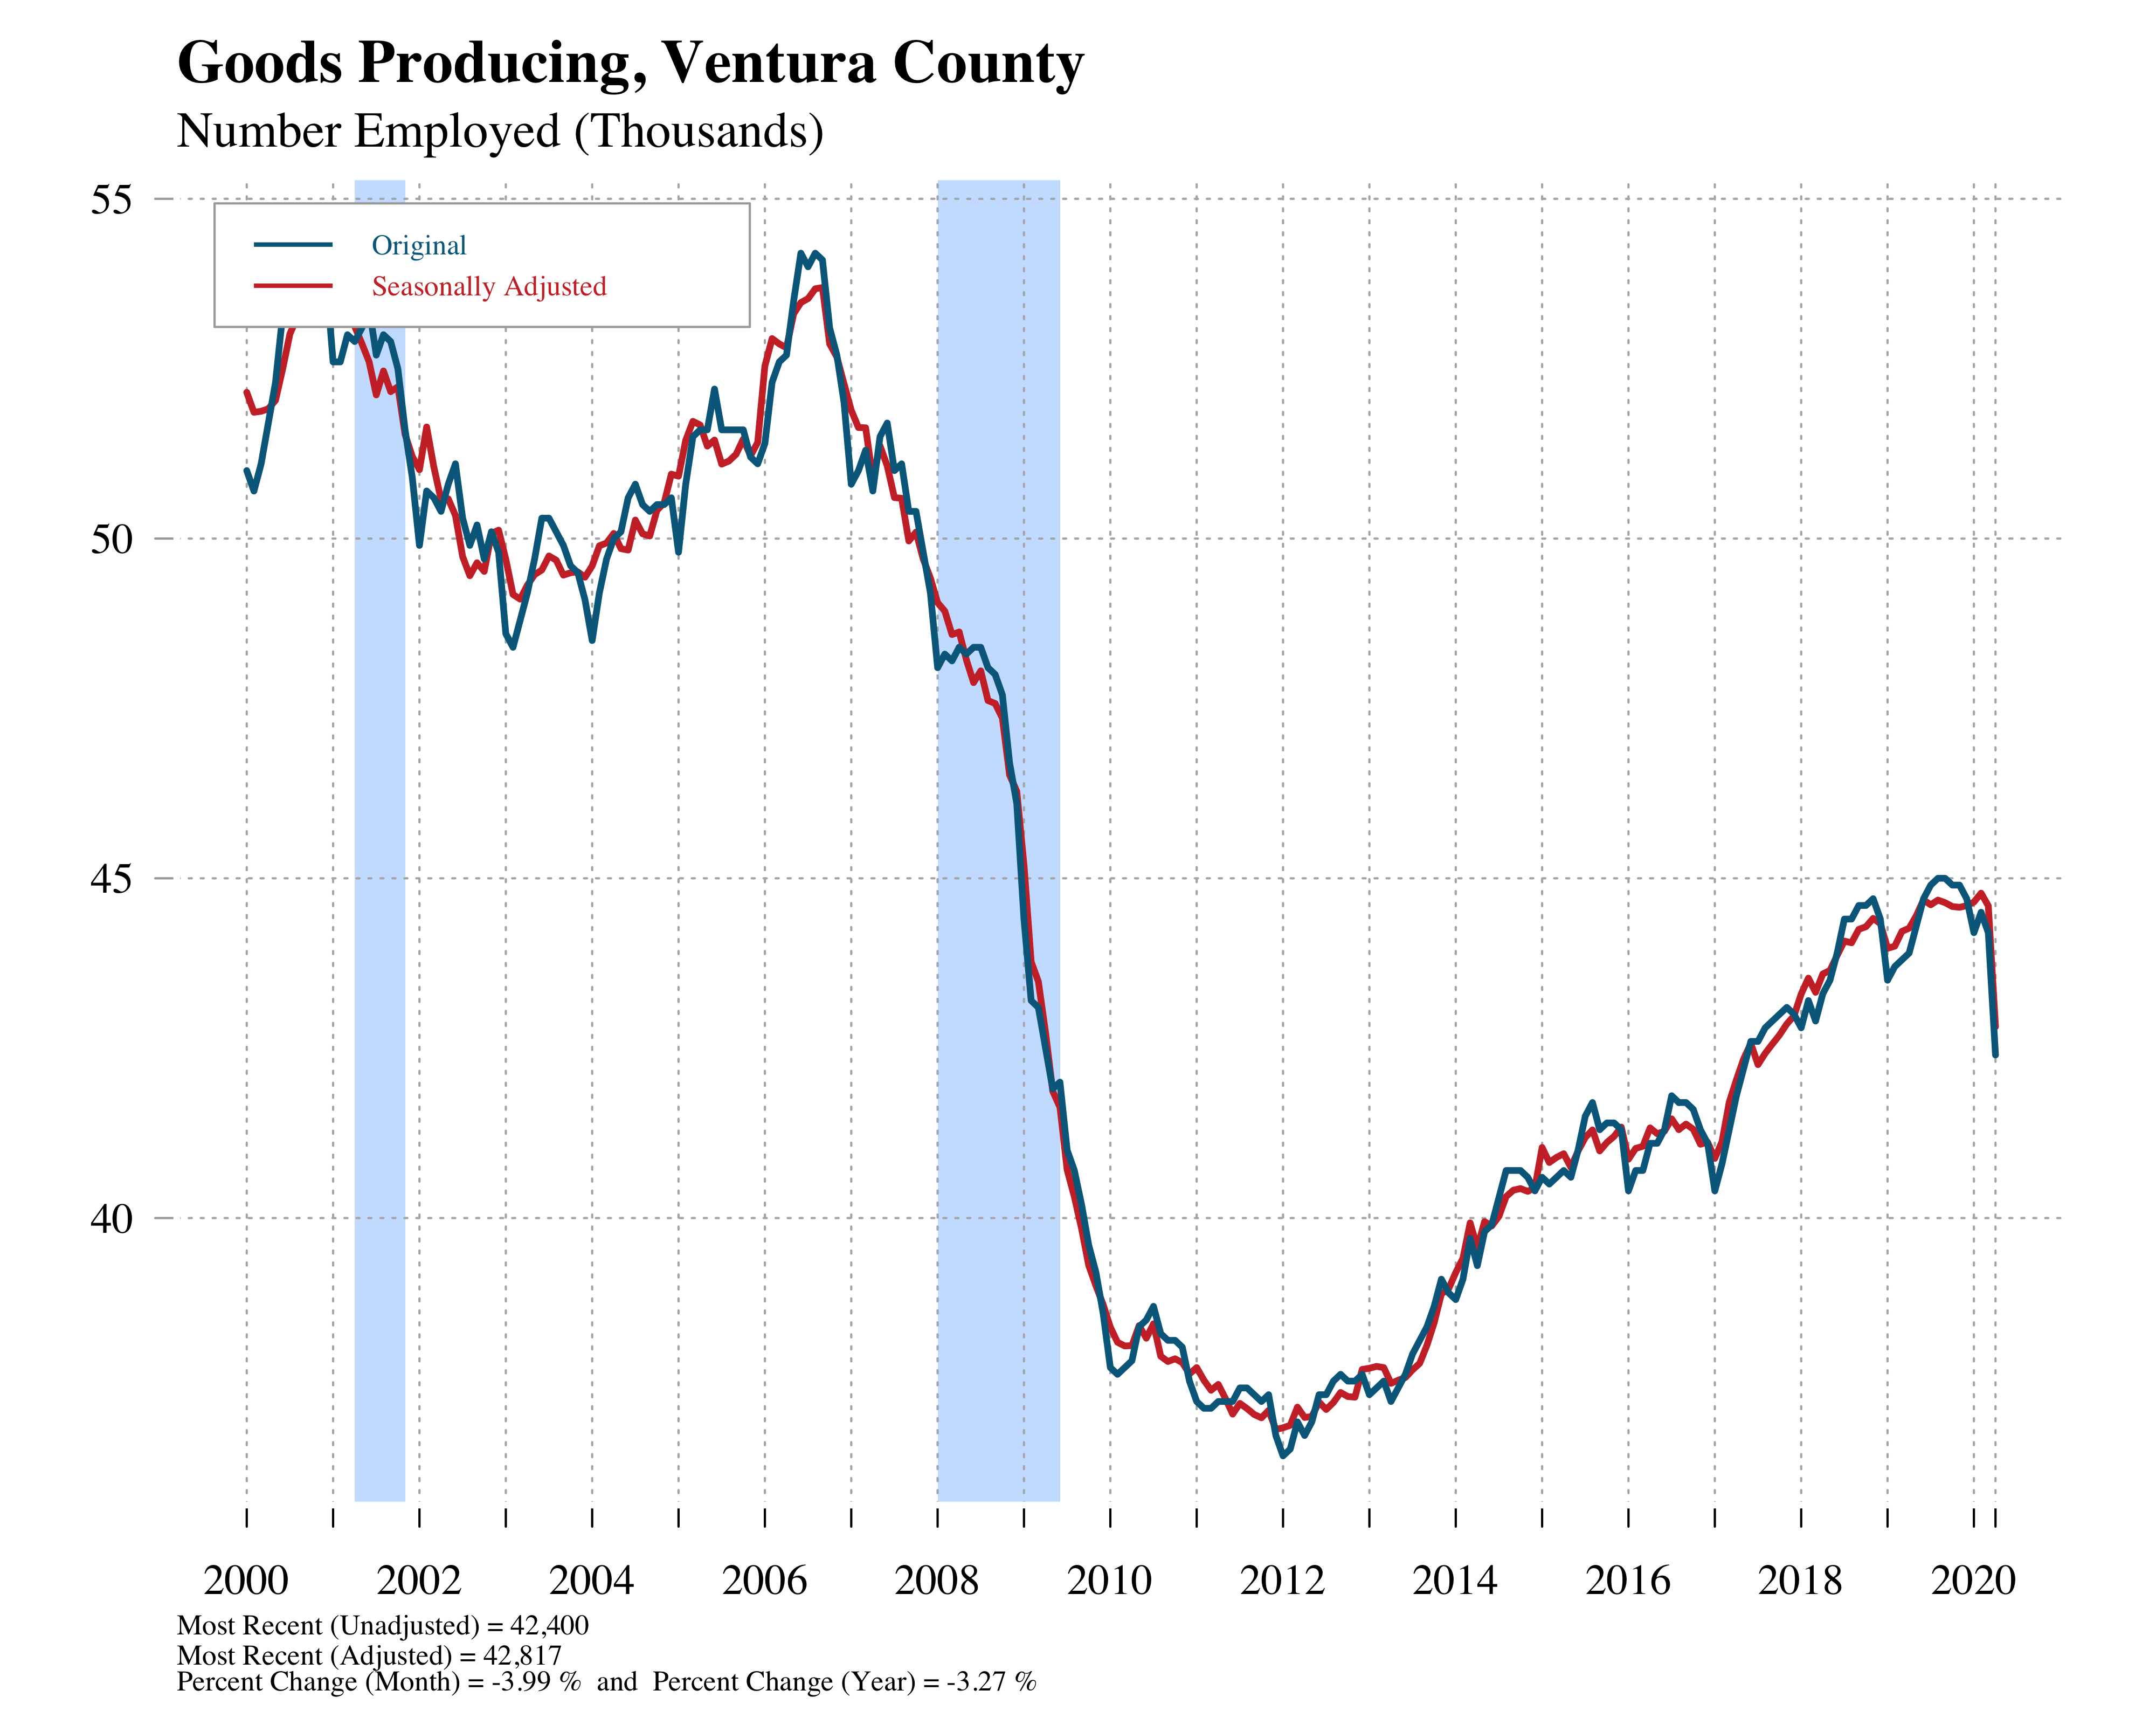 Goods Producing, Ventura County
Number Employed (Thousands)
55
Original
Seasonally Adjusted
50
45
40
2000 2002 2004 2006 2008 2010 2012 2014 2016 2018 2020
Most Recent (Unadjusted) = 42,400
Most Recent (Adjusted) = 42,817
Percent Change (Month) = -3.99 % and Percent Change (Year) = -3.27 %